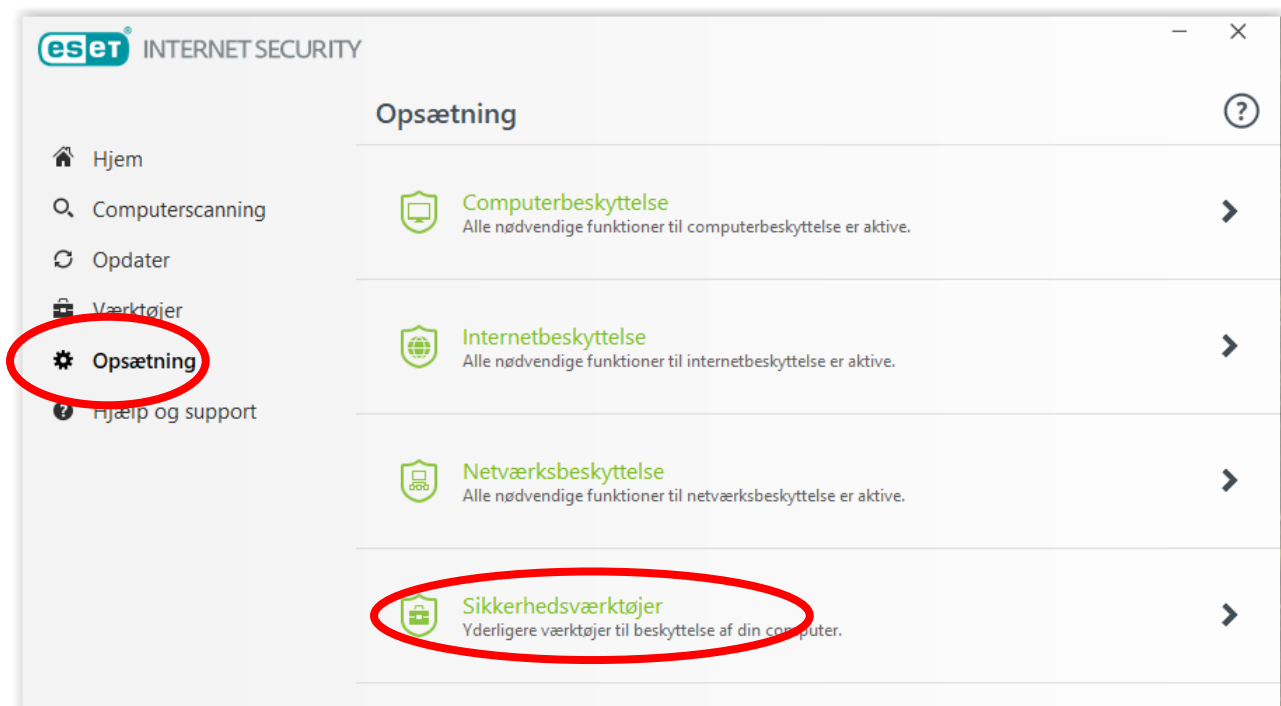 eset® INTERNET SECURITY
Opsætning
?
Hjem
Computerscanning
Opdater
Værktøjer
Opsætning
? Hjælp og support
Computerbeskyttelse
Alle nødvendige funktioner til computerbeskyttelse er aktive.
Internetbeskyttelse
Alle nødvendige funktioner til internetbeskyttelse er aktive.
Netværksbeskyttelse
Alle nødvendige funktioner til netværksbeskyttelse er aktive.
Sikkerhedsværktøjer
Yderligere værktøjer til beskyttelse af din computer.